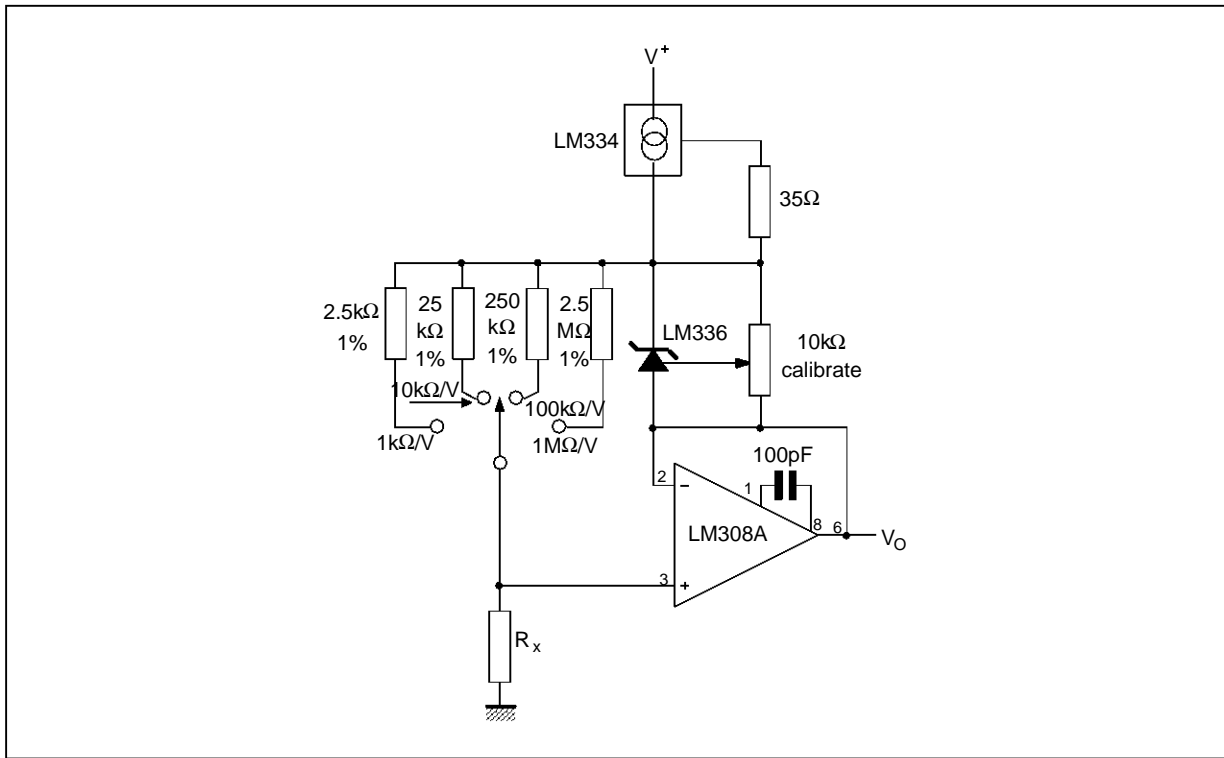 V+
LM334
35Ω
2.5kΩ
1%
25
kΩ
1%
250
kΩ
1%
2.5
MΩ
1%
LM336
10kΩ
calibrate
10kΩ/V
100kΩ/V
1kΩ/V
1MΩ/V
100pF
2
-
1
LM308A
8
6
VO
3
+
Rx